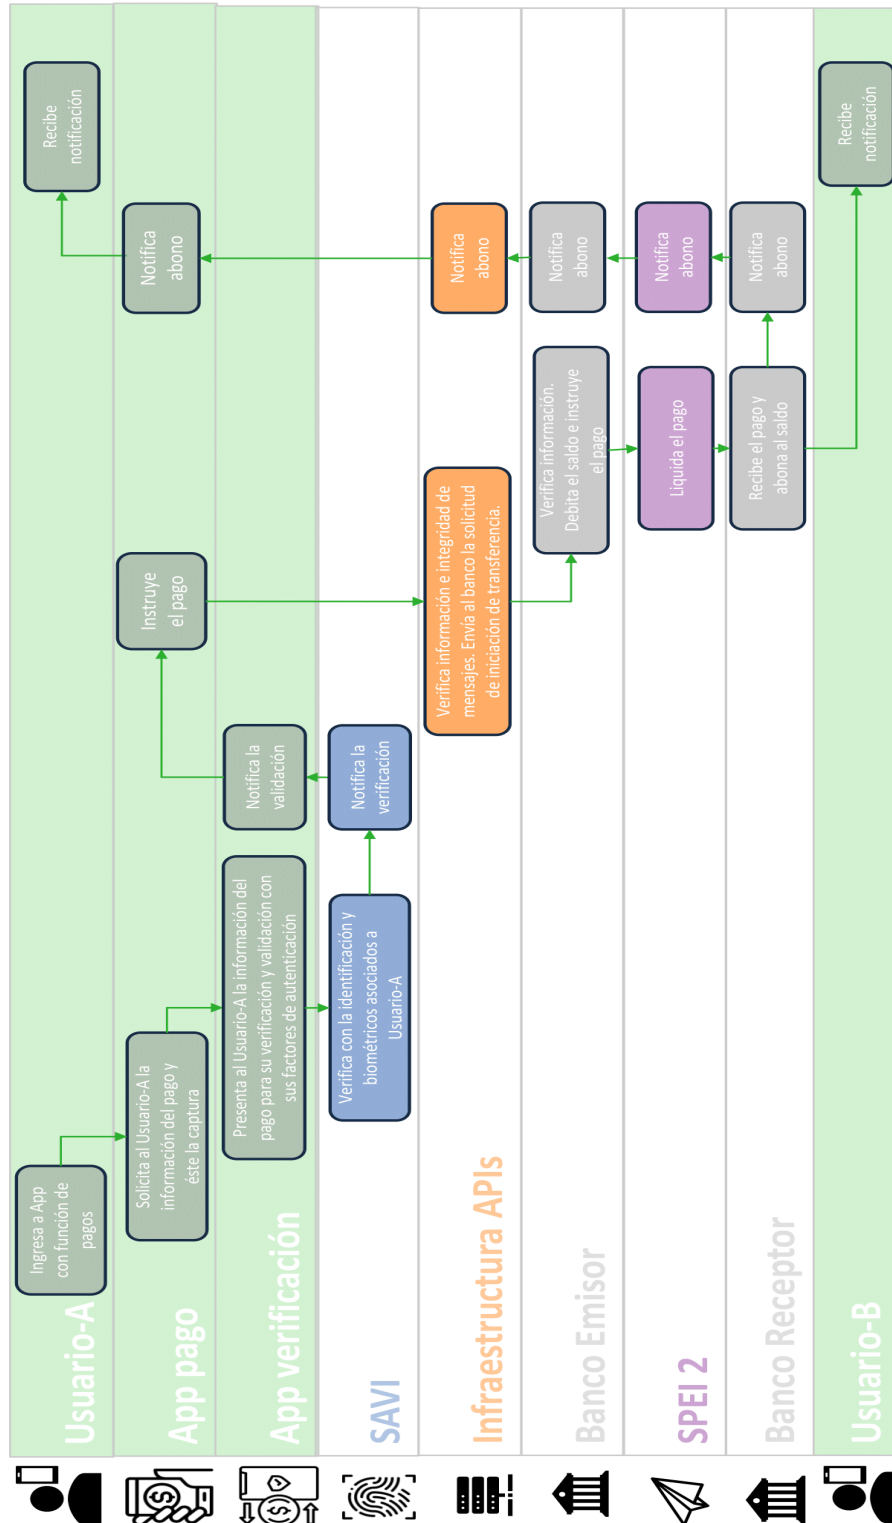 Usuario-A
Ingresa a App
con función de
pagos
Recibe
notificación
App pago
Solicita al Usuario-A la
información del pago y
éste la captura
Instruye
el pago
Notifica
abono
App verificación
Presenta al Usuario-A la información del
pago para su verificación y validación con
sus factores de autenticación
Notifica la
validación
SAVI
Verifica con la identificación y
biométricos asociados a
Usuario-A
Notifica la
verificación
Infraestructura APIs
Verifica información e integridad de
mensajes. Envía al banco la solicitud
de iniciación de transferencia.
Notifica
abono
Banco Emisor
Verifica información.
Debita el saldo e instruye
el pago
Notifica
abono
SPEI 2
Liquida el pago
Notifica
abono
Banco Receptor
Recibe el pago y
abona al saldo
Notifica
abono
Usuario-B
Recibe
notificación